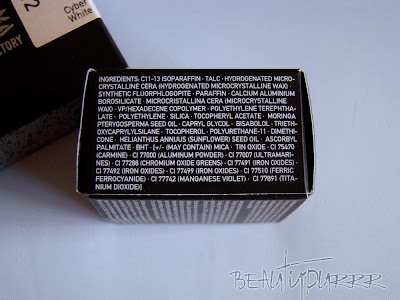 2
Cyber
White
MA
CTORY
INGREDIENTS: C11-13 ISOPARAFFIN · TALC · HYDROGENATED MICRO-
CRYSTALLINE CERA (HYDROGENATED MICROCRYSTALLINE WAX) ·
SYNTHETIC FLUORPHLOGOPITE · PARAFFIN · CALCIUM ALUMINIUM
BOROSILICATE · MICROCRISTALLINA CERA (MICROCRYSTALLINE
WAX) · VP/HEXADECENE COPOLYMER · POLYETHYLENE TEREPHTHA-
LATE · POLYETHYLENE · SILICA · TOCOPHERYL ACETATE · MORINGA
PTERYGOSPERMA SEED OIL · CAPRYL GLYCOL · BISABOLOL · TRIETH-
OXYCAPRYLYLSILANE · TOCOPHEROL · POLYURETHANE-11 · DIMETHI-
CONE · HELIANTHUS ANNUUS (SUNFLOWER) SEED OIL · ASCORBYL
PALMITATE · BHT · [+/- (MAY CONTAIN) MICA · TIN OXIDE · CI 75470
(CARMINE) · CI 77000 (ALUMINUM POWDER) · CI 77007 (ULTRAMARI-
NES) · CI 77288 (CHROMIUM OXIDE GREENS) · CI 77491 (IRON OXIDES) ·
CI 77492 (IRON OXIDES) · CI 77499 (IRON OXIDES) · CI 77510 (FERRIC
FERROCYANIDE) · CI 77742 (MANGANESE VIOLET) · CI 77891 (TITA-
NIUM DIOXIDE)]
BEAUTYPURRR